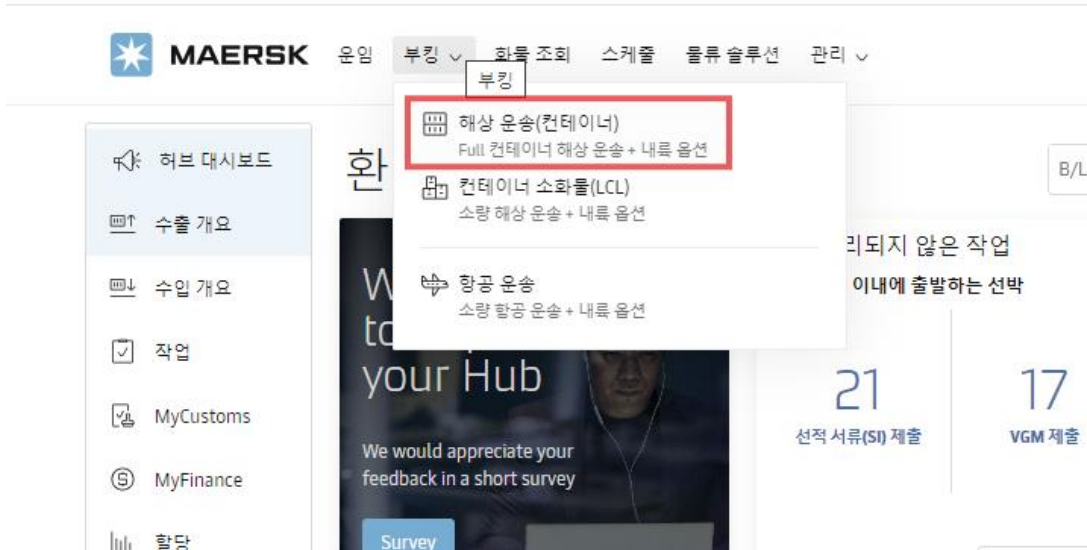 MAERSK 운임 부킹 화물 조회 스케줄 물류 솔루션 관리
부킹
해상 운송(컨테이너)
Full 컨테이너 해상 운송 + 내륙 옵션
컨테이너 소화물(LCL)
소량 해상 운송 + 내륙 옵션
항공 운송
소량 항공 운송 + 내륙 옵션
허브 대시보드
수출 개요
수입 개요
작업
MyCustoms
MyFinance
할당
환
B/L
your Hub
We would appreciate your
feedback in a short survey
Survey
리되지 않은 작업
이내에 출발하는 선박
21
선적 서류(SI) 제출
17
VGM 제출